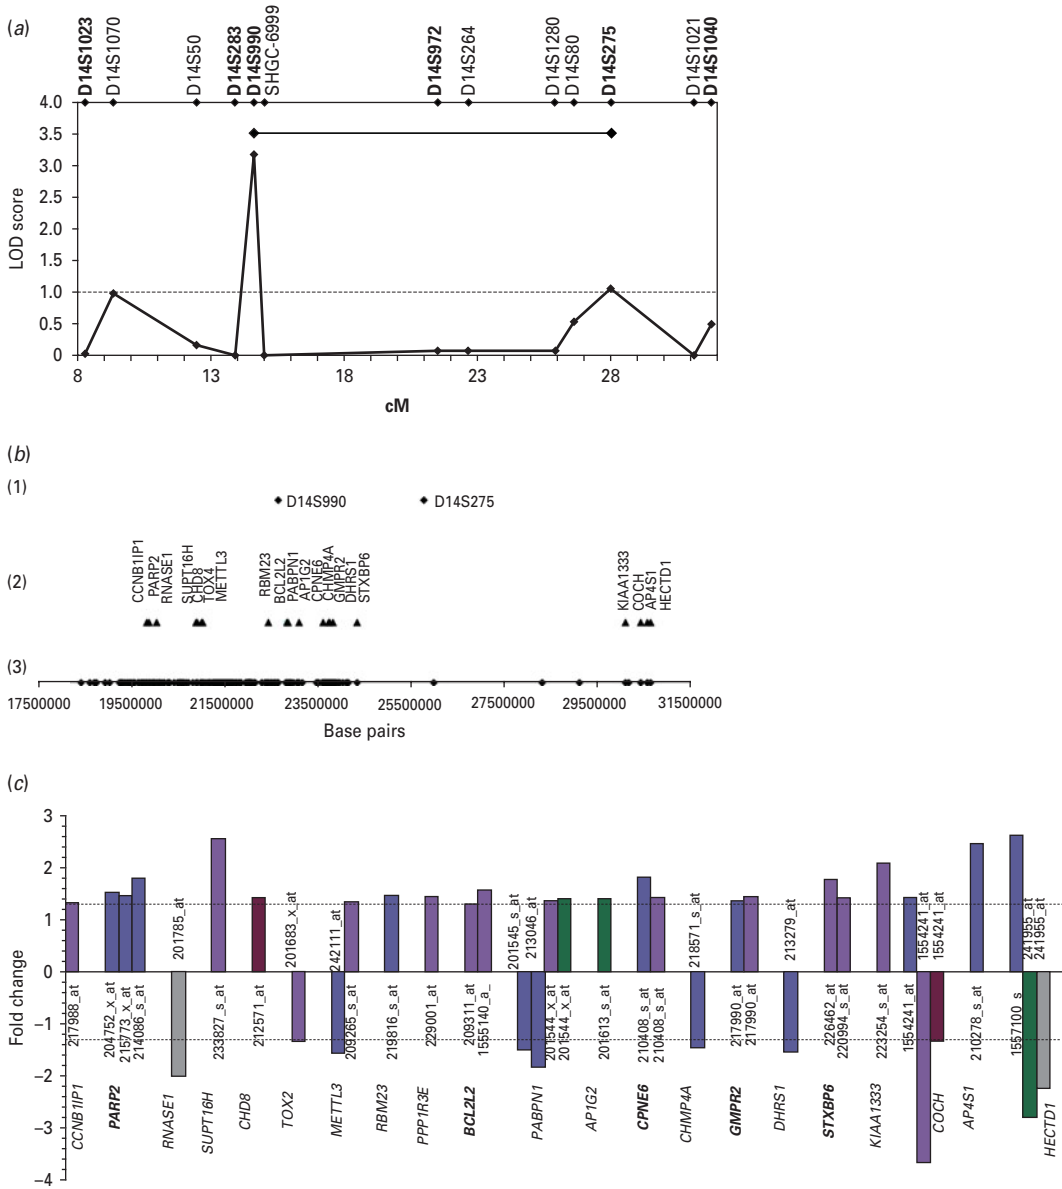 (a)
D14S1023
D14S1070
D14S50
D14S283
D14S990
SHGC-6999
D14S972
D14S264
D14S1280
D14S80
D14S275
D14S1021
D14S1040
LOD score
4.0
3.5
3.0
2.5
2.0
1.5
1.0
0.5
0
8
13
18
23
28
cM
(b)
(1)
D14S990
D14S275
(2)
CCNB1IP1
PARP2
RNASE1
SUPT16H
CHD8
TOX4
METTL3
RBM23
BCL2L2
PABPN1
AP1G2
CPNE6
CHMP4A
GMPR2
DHRS1
STXBP6
KIAA1333
COCH
AP4S1
HECTD1
(3)
17500000
19500000
21500000
23500000
25500000
27500000
29500000
31500000
Base pairs
(c)
Fold change
3
2
1
0
–1
–2
–3
–4
217988_at
204752_x_at
215773_x_at
214086_s_at
201785_at
233827_s_at
212571_at
201683_x_at
242111_at
209265_s_at
219816_s_at
229001_at
209311_at
1555140_a_
201545_s_at
213046_at
201544_x_at
201544_x_at
201613_s_at
210408_s_at
210408_s_at
218571_s_at
217990_at
217990_at
213279_at
226462_at
220994_s_at
223254_s_at
1554241_at
1554241_at
1554241_at
210278_s_at
1557100_s
241955_at
241955_at
CCNB1IP1
PARP2
RNASE1
SUPT16H
CHD8
TOX2
METTL3
RBM23
PPP1R3E
BCL2L2
PABPN1
AP1G2
CPNE6
CHMP4A
GMPR2
DHRS1
STXBP6
KIAA1333
COCH
AP4S1
HECTD1